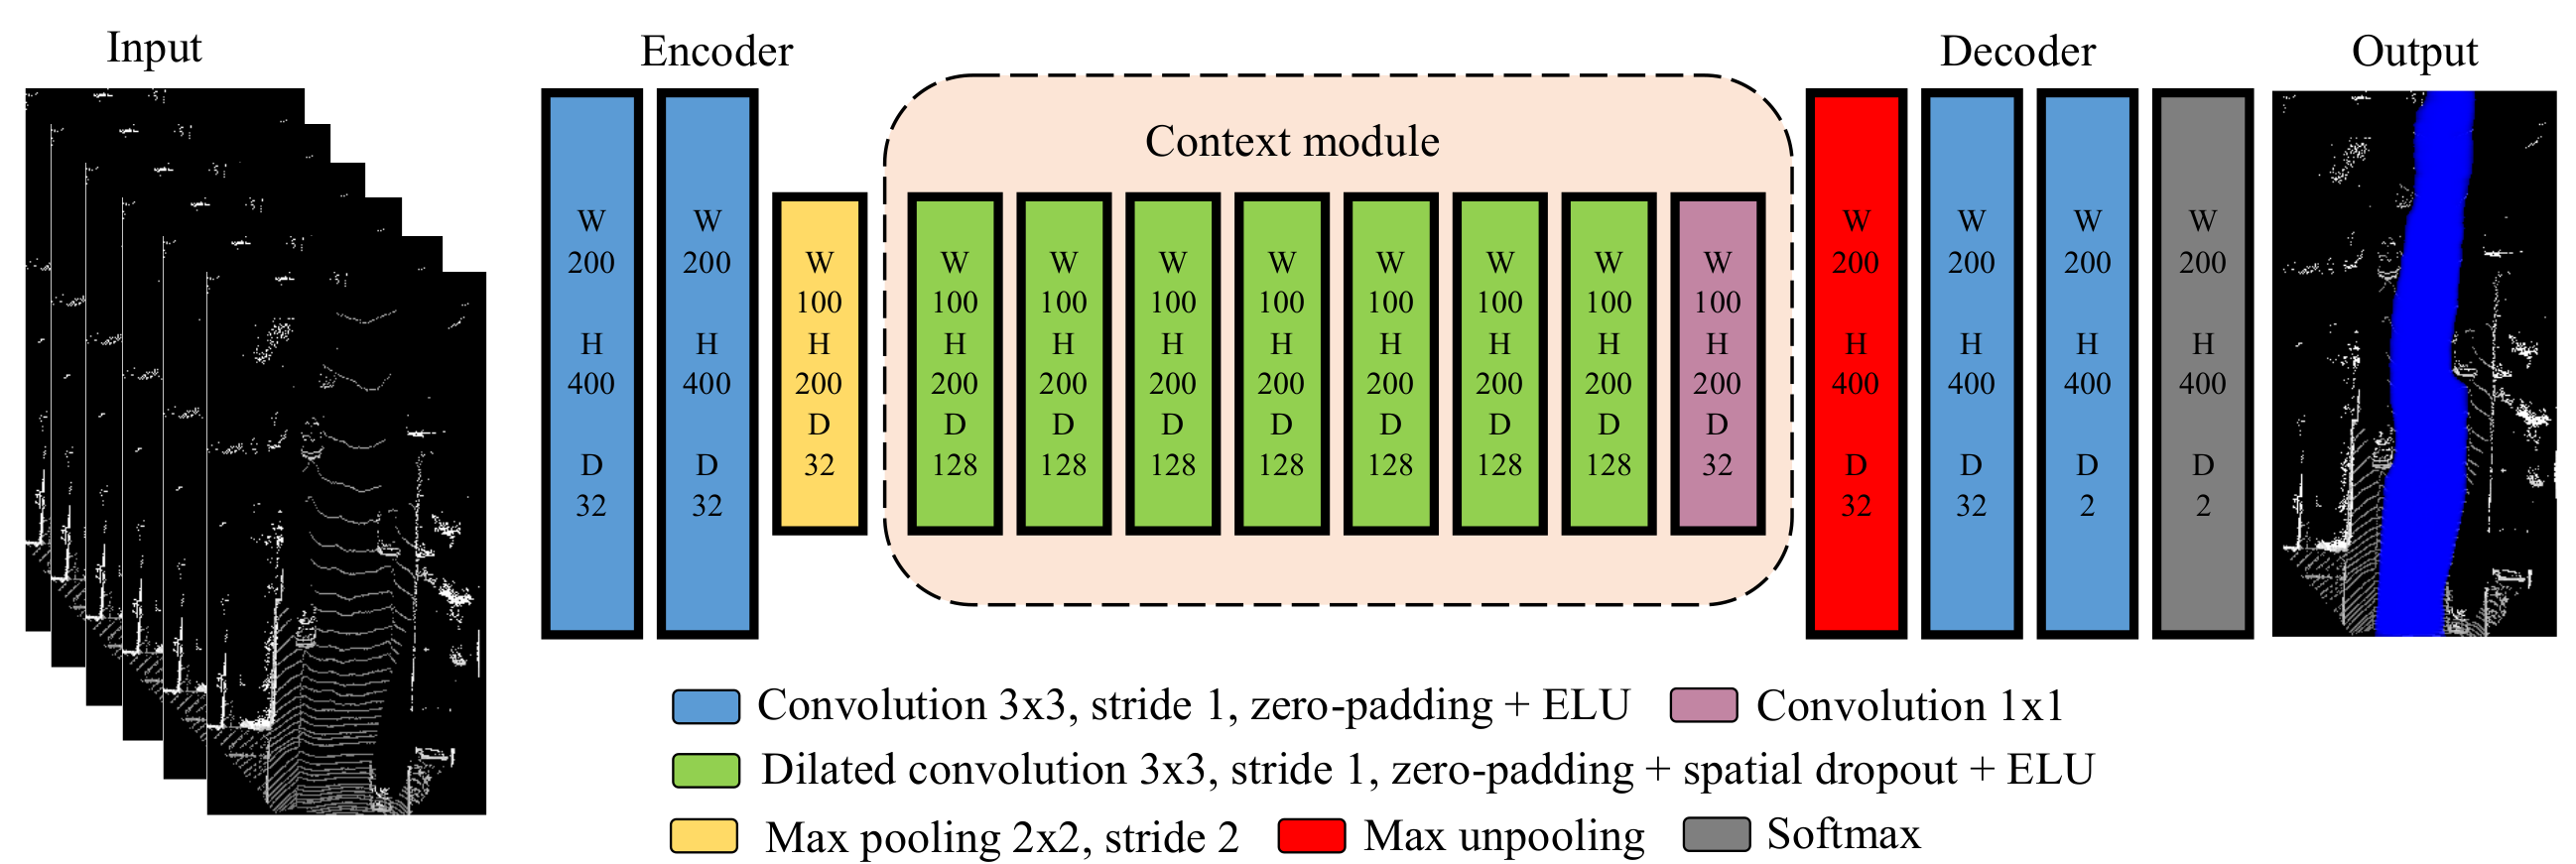 Input
Encoder
Decoder
Output
Context module
W
200
H
400
D
32
W
200
H
400
D
32
W
100
H
200
D
32
W
100
H
200
D
128
W
100
H
200
D
128
W
100
H
200
D
128
W
100
H
200
D
128
W
100
H
200
D
128
W
100
H
200
D
128
W
100
H
200
D
128
W
100
H
200
D
32
W
200
H
400
D
32
W
200
H
400
D
32
W
200
H
400
D
2
W
200
H
400
D
2
Convolution 3x3, stride 1, zero-padding + ELU
Convolution 1x1
Dilated convolution 3x3, stride 1, zero-padding + spatial dropout + ELU
Max pooling 2x2, stride 2
Max unpooling
Softmax